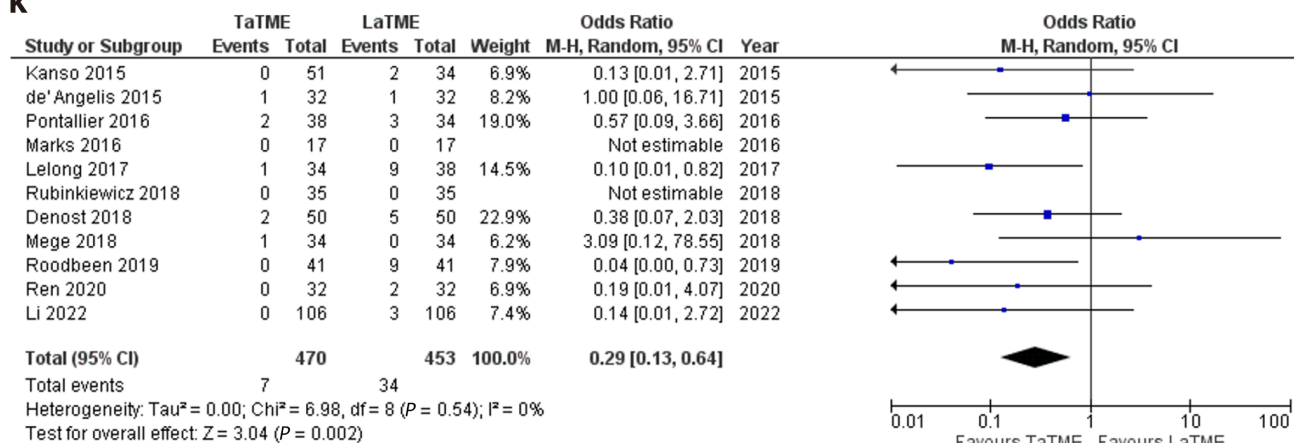 K
TaTME LaTME Odds Ratio Odds Ratio
Study or Subgroup Events Total Events Total Weight M-H, Random, 95% CI Year M-H, Random, 95% CI
Kanso 2015 0 51 2 34 6.9% 0.13 [0.01, 2.71] 2015
de' Angelis 2015 1 32 1 32 8.2% 1.00 [0.06, 16.71] 2015
Pontallier 2016 2 38 3 34 19.0% 0.57 [0.09, 3.66] 2016
Marks 2016 0 17 0 17 Not estimable 2016
Lelong 2017 1 34 9 38 14.5% 0.10 [0.01, 0.82] 2017
Rubinkiewicz 2018 0 35 0 35 Not estimable 2018
Denost 2018 2 50 5 50 22.9% 0.38 [0.07, 2.03] 2018
Mege 2018 1 34 0 34 6.2% 3.09 [0.12, 78.55] 2018
Roodbeen 2019 0 41 9 41 7.9% 0.04 [0.00, 0.73] 2019
Ren 2020 0 32 2 32 6.9% 0.19 [0.01, 4.07] 2020
Li 2022 0 106 3 106 7.4% 0.14 [0.01, 2.72] 2022
Total (95% CI) 470 453 100.0% 0.29 [0.13, 0.64]
Total events 7 34
Heterogeneity: Tau² = 0.00; Chi² = 6.98, df = 8 (P = 0.54); I² = 0%
Test for overall effect: Z = 3.04 (P = 0.002)
0.01 0.1 1 10 100
Favours TaTME Favours LaTME